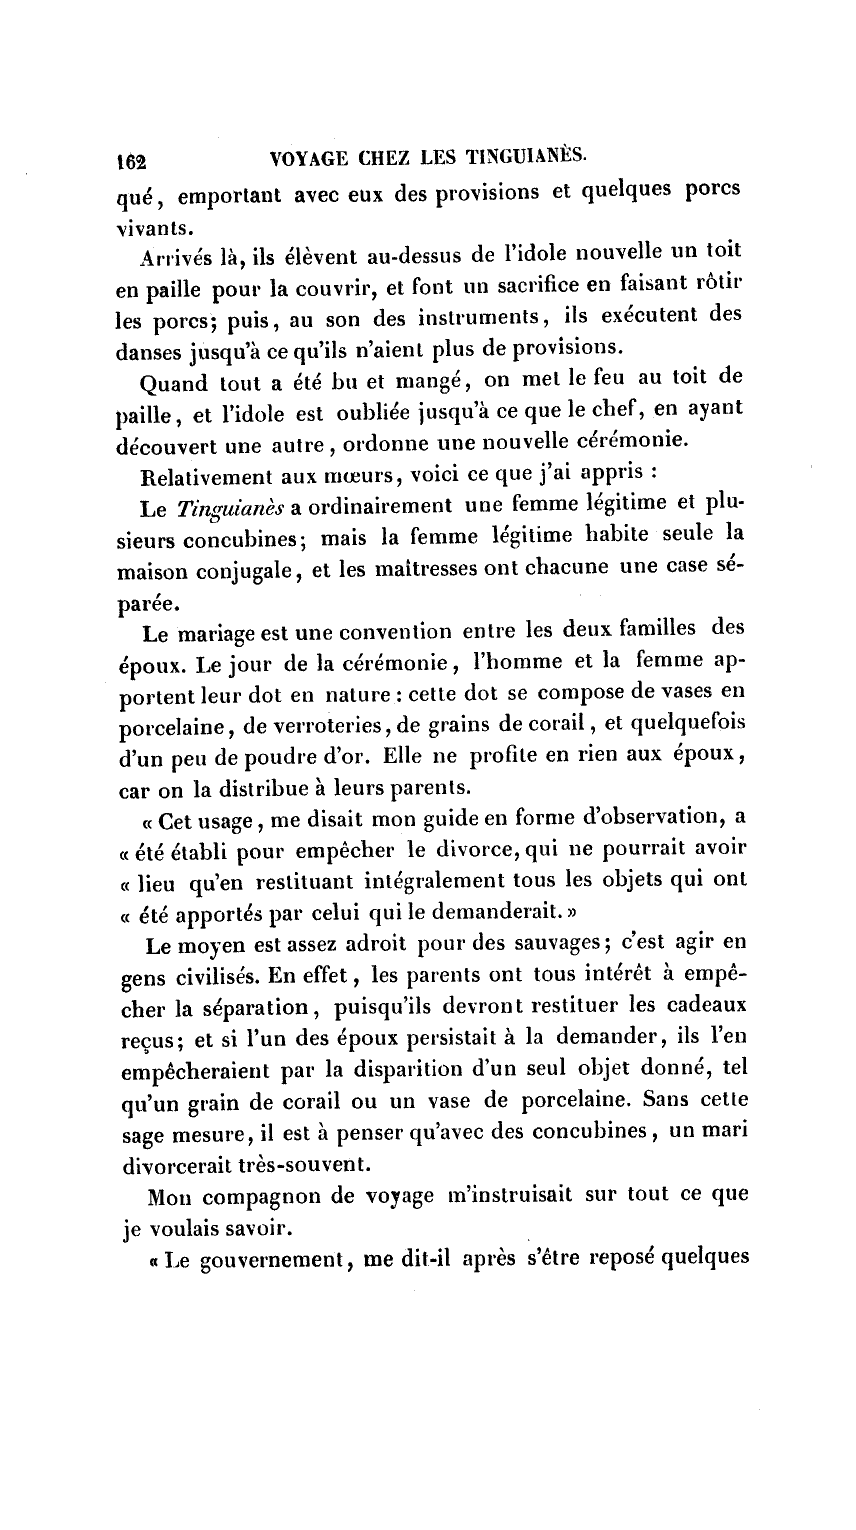 162 VOYAGE CHEZ LES TINGUIANÈS.
qué, emportant avec eux des provisions et quelques porcs
vivants.
Arrivés là, ils élèvent au-dessus de l'idole nouvelle un toit
en paille pour la couvrir, et font un sacrifice en faisant rôtir
les porcs; puis, au son des instruments, ils exécutent des
danses jusqu'à ce qu'ils n'aient plus de provisions.
Quand tout a été bu et mangé, on met le feu au toit de
paille, et l'idole est oubliée jusqu'à ce que le chef, en ayant
découvert une autre, ordonne une nouvelle cérémonie.
Relativement aux mœurs, voici ce que j'ai appris :
Le Tinguianès a ordinairement une femme légitime et plu-
sieurs concubines; mais la femme légitime habite seule la
maison conjugale, et les maîtresses ont chacune une case sé-
parée.
Le mariage est une convention entre les deux familles des
époux. Le jour de la cérémonie, l'homme et la femme ap-
portent leur dot en nature : cette dot se compose de vases en
porcelaine, de verroteries, de grains de corail, et quelquefois
d'un peu de poudre d'or. Elle ne profite en rien aux époux,
car on la distribue à leurs parents.
« Cet usage, me disait mon guide en forme d'observation, a
« été établi pour empêcher le divorce, qui ne pourrait avoir
« lieu qu'en restituant intégralement tous les objets qui ont
« été apportés par celui qui le demanderait. »
Le moyen est assez adroit pour des sauvages; c'est agir en
gens civilisés. En effet, les parents ont tous intérêt à empê-
cher la séparation, puisqu'ils devront restituer les cadeaux
reçus; et si l'un des époux persistait à la demander, ils l'en
empêcheraient par la disparition d'un seul objet donné, tel
qu'un grain de corail ou un vase de porcelaine. Sans cette
sage mesure, il est à penser qu'avec des concubines, un mari
divorcerait très-souvent.
Mon compagnon de voyage m'instruisait sur tout ce que
je voulais savoir.
« Le gouvernement, me dit-il après s'être reposé quelques